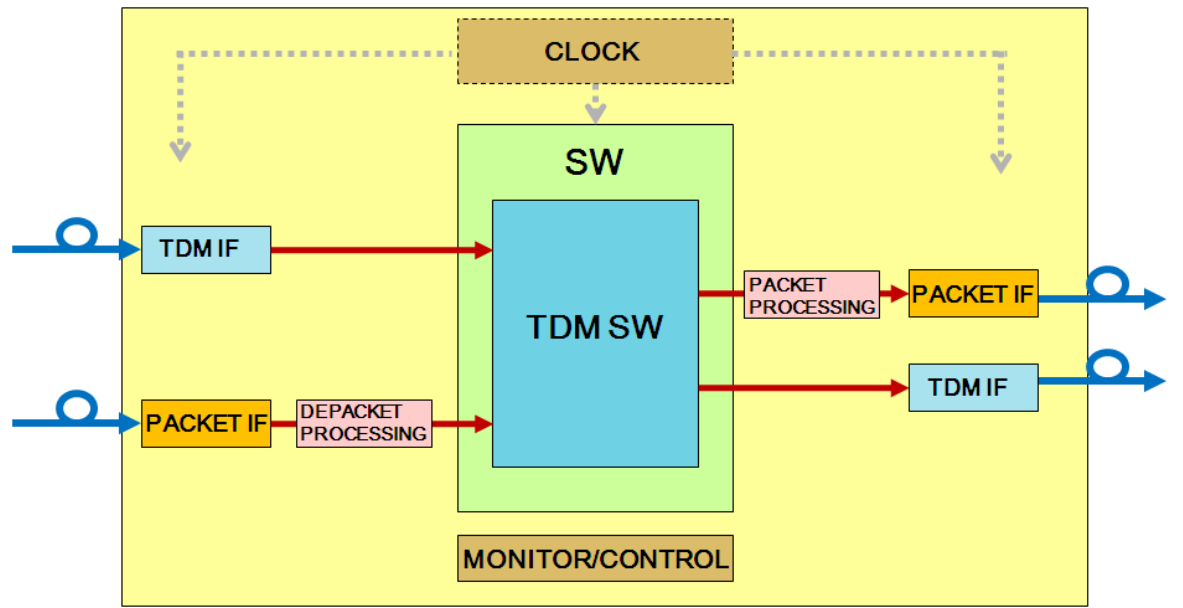 CLOCK
SW
TDM IF
TDM SW
PACKET
PROCESSING
PACKET IF
TDM IF
PACKET IF
DEPACKET
PROCESSING
MONITOR/CONTROL